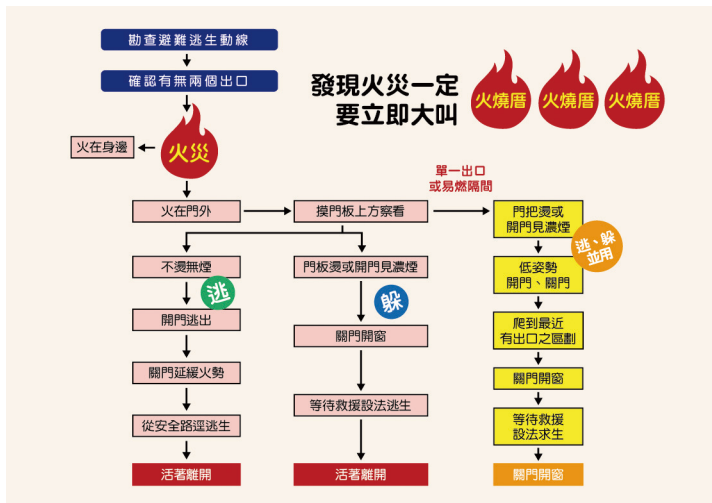 勘查避難逃生動線
確認有無兩個出口
發現火災一定
要立即大叫
火燒厝
火燒厝
火燒厝
火災
火在身邊
單一出口
或易燃隔間
火在門外
摸門板上方察看
門把燙或
開門見濃煙
逃、躲
並用
不燙無煙
門板燙或開門見濃煙
低姿勢
開門、關門
逃
躲
開門逃出
關門開窗
爬到最近
有出口之區劃
關門延緩火勢
關門開窗
等待救援設法逃生
從安全路逕逃生
等待救援
設法求生
活著離開
活著離開
關門開窗